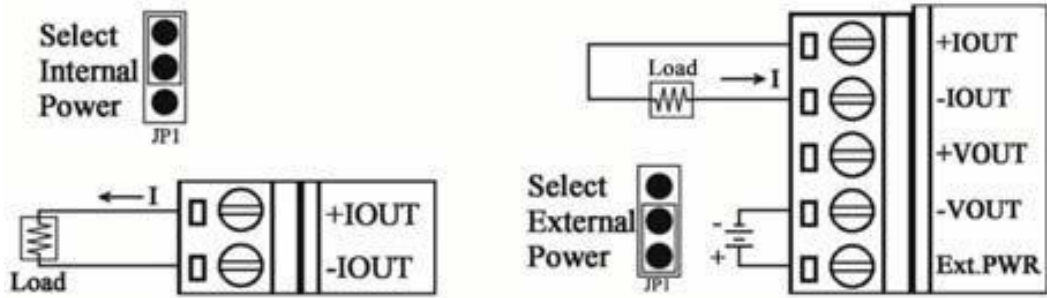 Select
Internal
Power
JP1
I
+IOUT
-IOUT
Load
Load
I
+IOUT
-IOUT
+VOUT
-VOUT
Ext.PWR
Select
External
Power
JP1
-
+